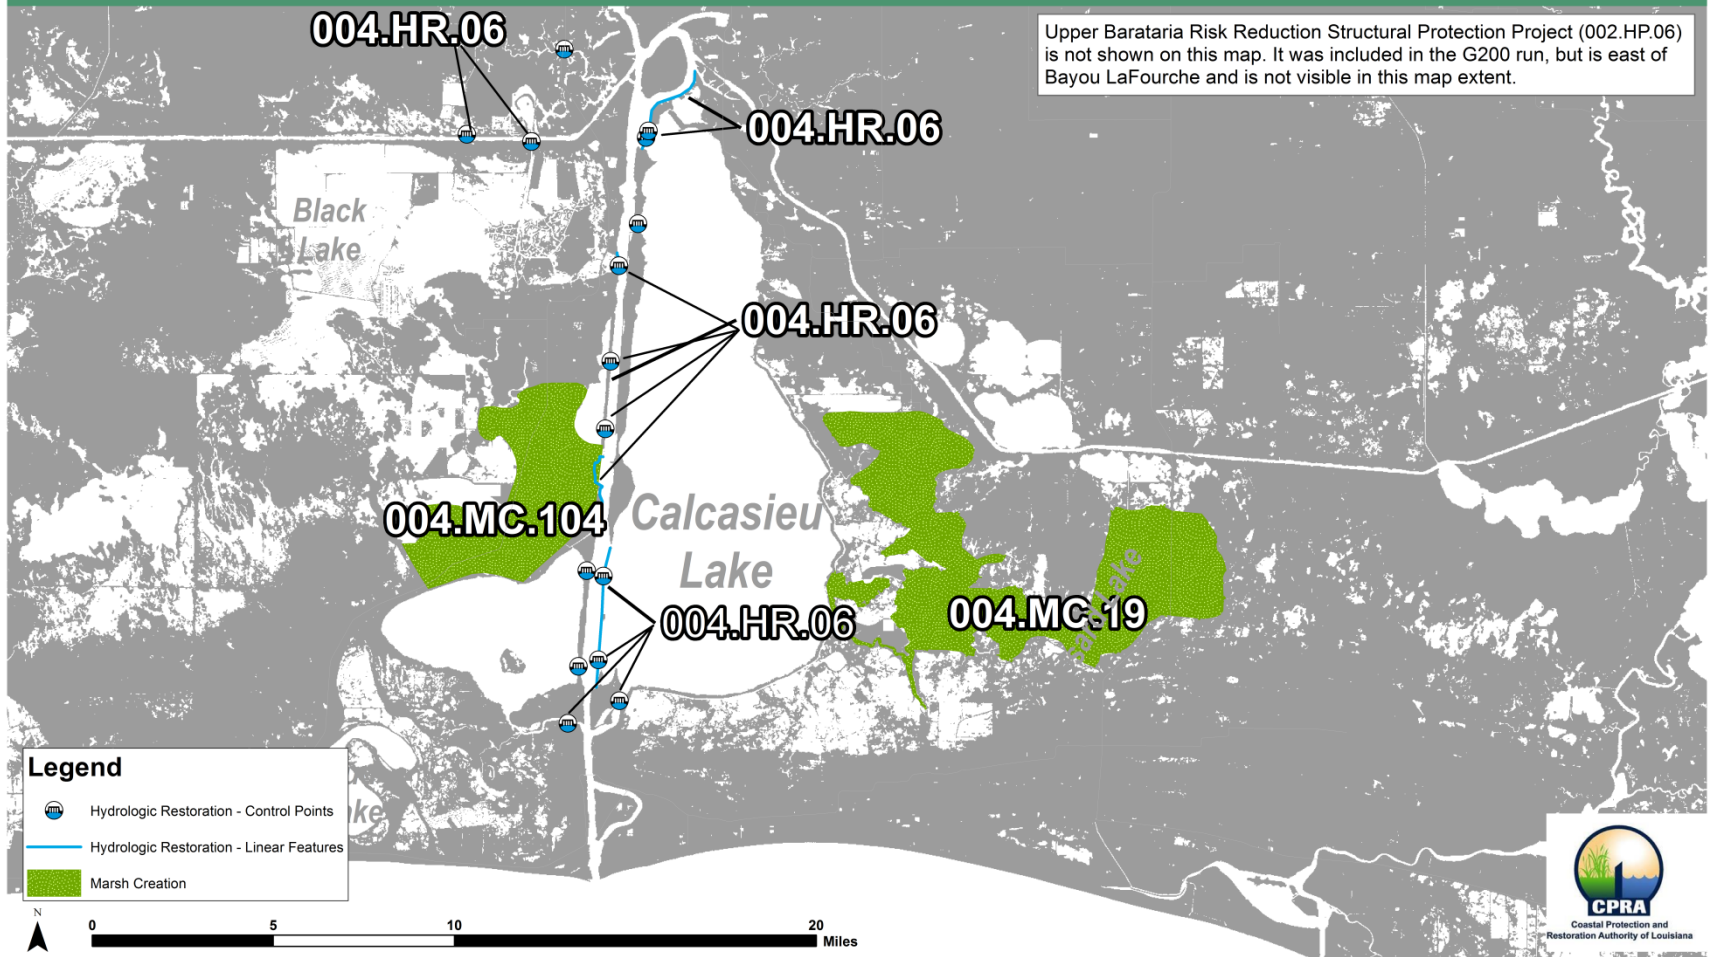 004.HR.06
Upper Barataria Risk Reduction Structural Protection Project (002.HP.06)
is not shown on this map. It was included in the G200 run, but is east of
Bayou LaFourche and is not visible in this map extent.
004.HR.06
Black
Lake
004.HR.06
Calcasieu
Lake
004.MC.104
004.MC.19
Lake
004.HR.06
Legend
Hydrologic Restoration - Control Points
Hydrologic Restoration - Linear Features
Marsh Creation
N
0 5 10 20
Miles
CPRA
Coastal Protection and
Restoration Authority of Louisiana